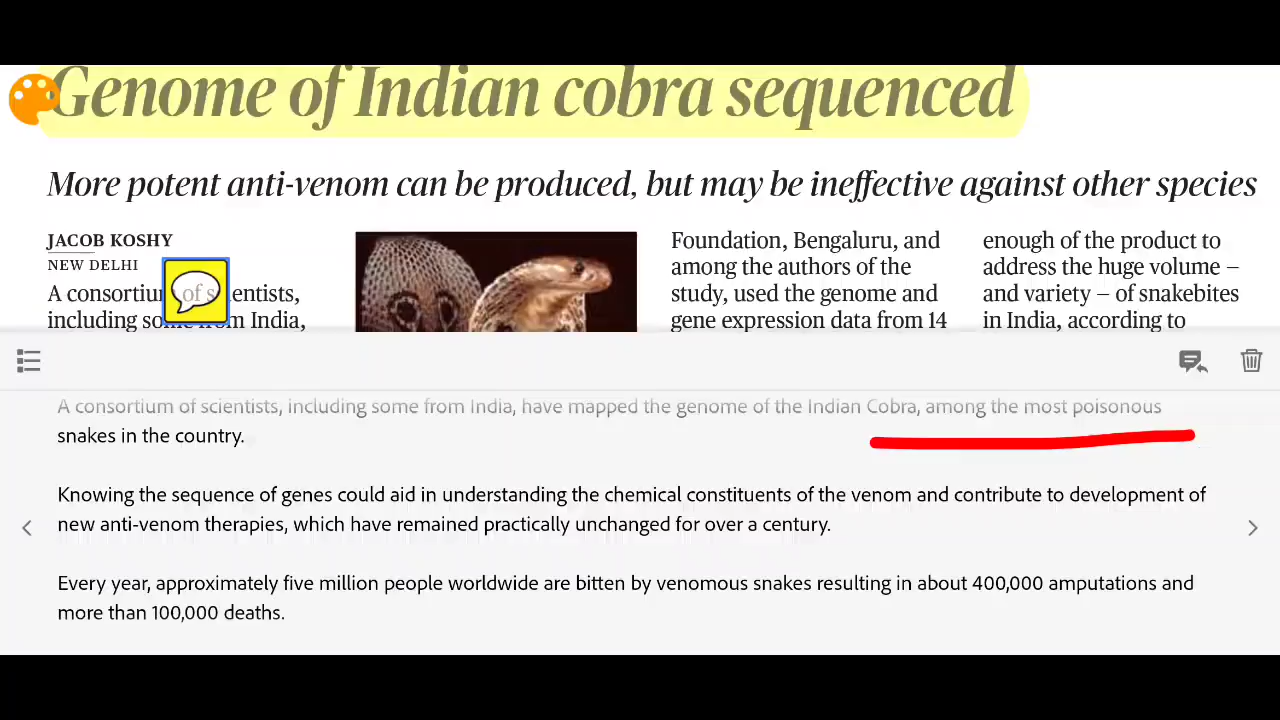 Genome of Indian cobra sequenced
More potent anti-venom can be produced, but may be ineffective against other species
JACOB KOSHY
NEW DELHI
A consortium of scientists,
including some from India,
Foundation, Bengaluru, and
among the authors of the
study, used the genome and
gene expression data from 14
enough of the product to
address the huge volume –
and variety – of snakebites
in India, according to
A consortium of scientists, including some from India, have mapped the genome of the Indian Cobra, among the most poisonous
snakes in the country.
Knowing the sequence of genes could aid in understanding the chemical constituents of the venom and contribute to development of
new anti-venom therapies, which have remained practically unchanged for over a century.
Every year, approximately five million people worldwide are bitten by venomous snakes resulting in about 400,000 amputations and
more than 100,000 deaths.